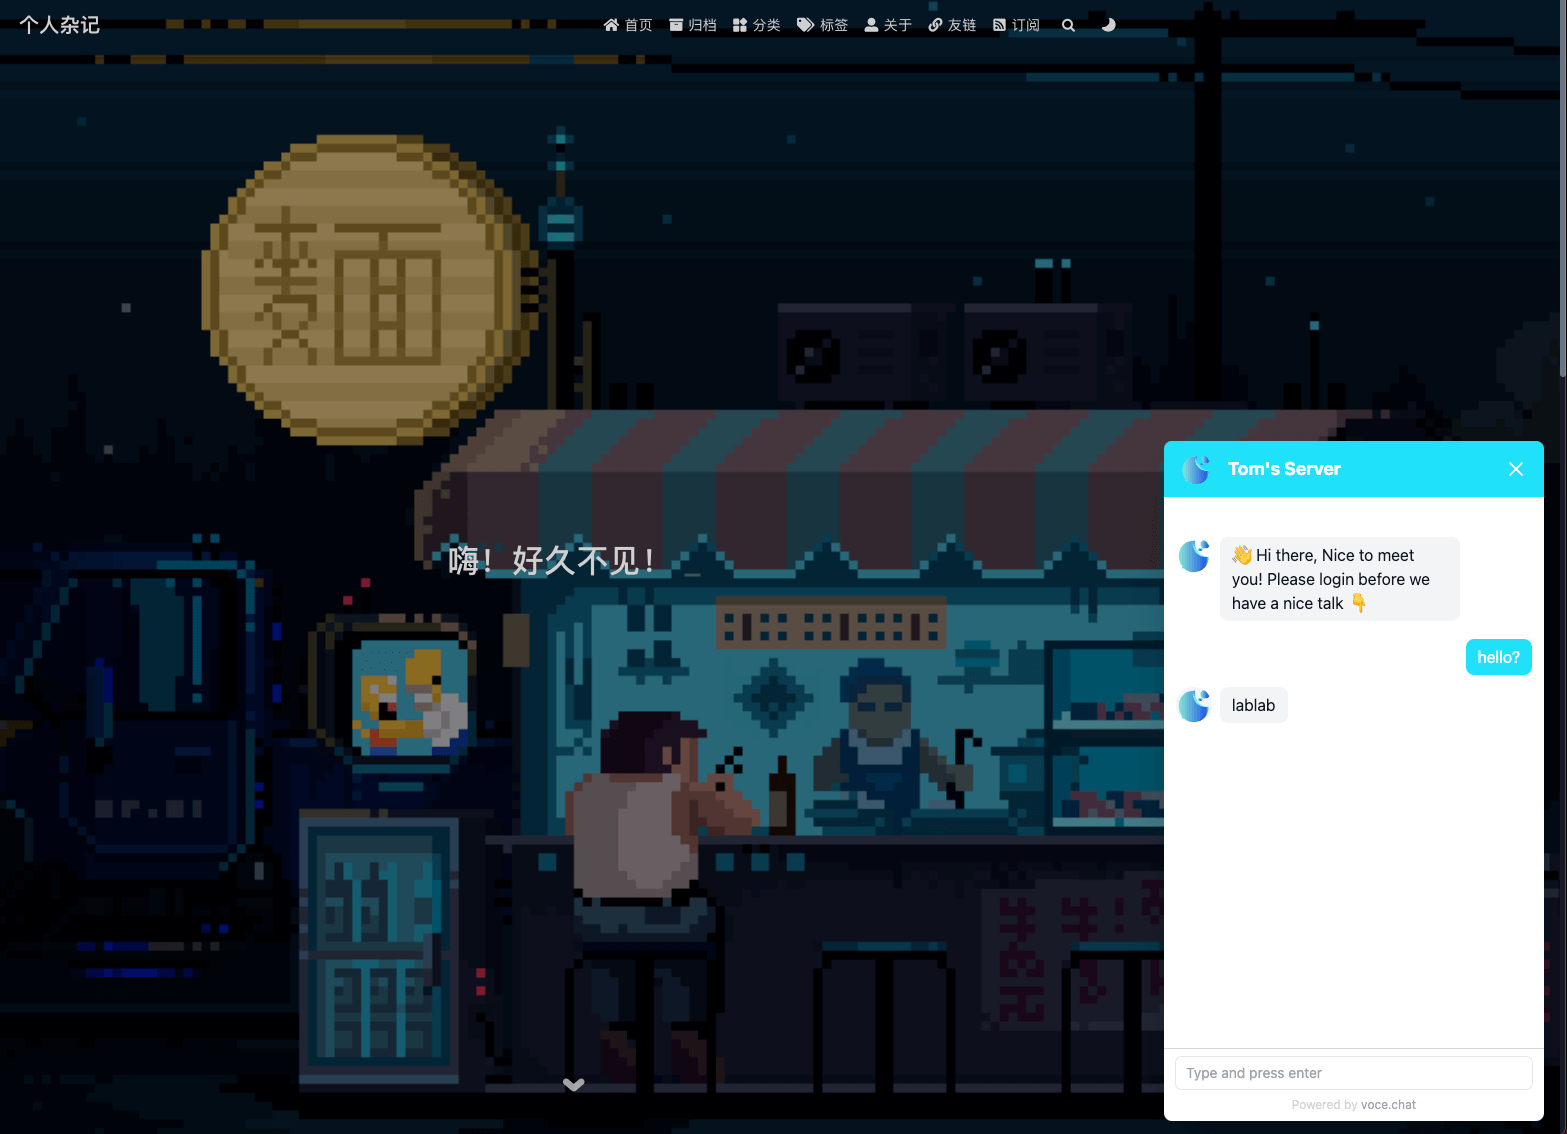 个人杂记
首页 归档 分类 标签 关于 友链 订阅
麵
嗨！好久不见！_
Tom's Server
👋 Hi there, Nice to meet
you! Please login before we
have a nice talk 👇
hello?
lablab
Type and press enter
Powered by voce.chat